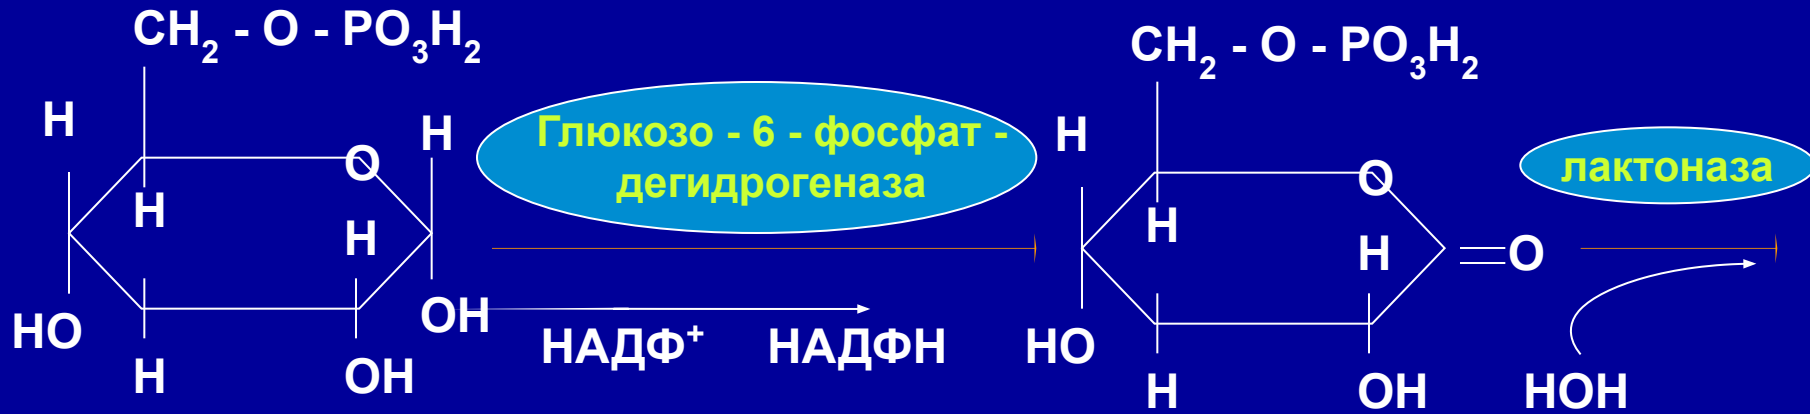 CH₂ - O - PO₃H₂
H
H
O
H
H
HO
OH
H
OH
Глюкозо - 6 - фосфат -
дегидрогеназа
НАДФ⁺ НАДФН
CH₂ - O - PO₃H₂
H
O
H
H
=O
HO
H
OH
лактоназа
HOH